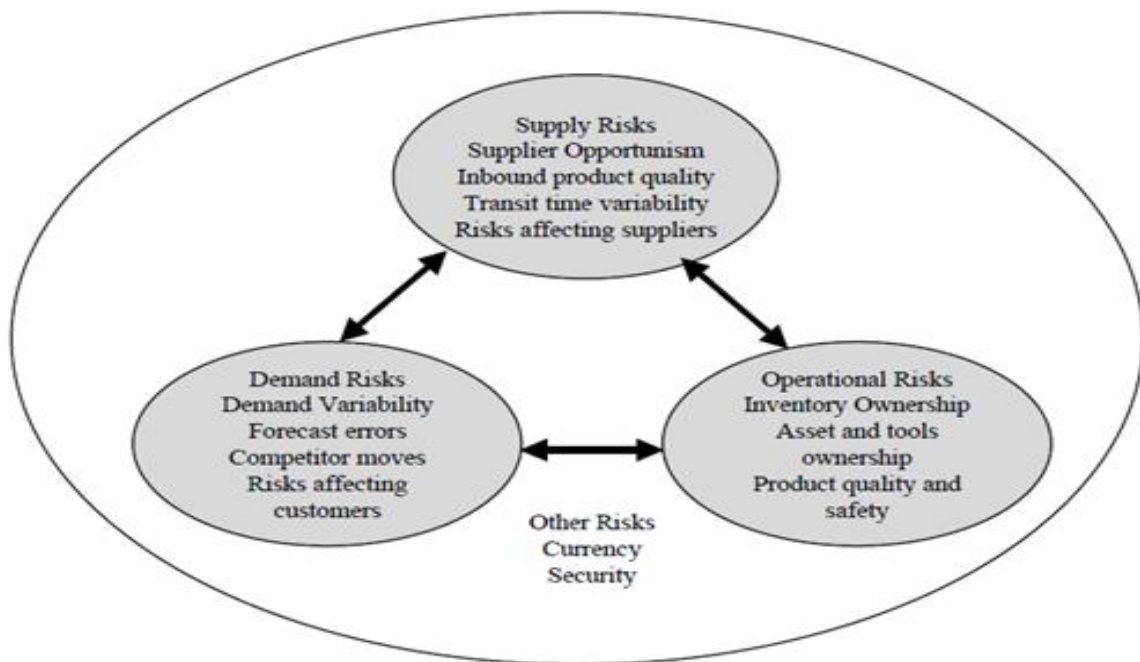 Supply Risks
Supplier Opportunism
Inbound product quality
Transit time variability
Risks affecting suppliers
Demand Risks
Demand Variability
Forecast errors
Competitor moves
Risks affecting
customers
Operational Risks
Inventory Ownership
Asset and tools
ownership
Product quality and
safety
Other Risks
Currency
Security